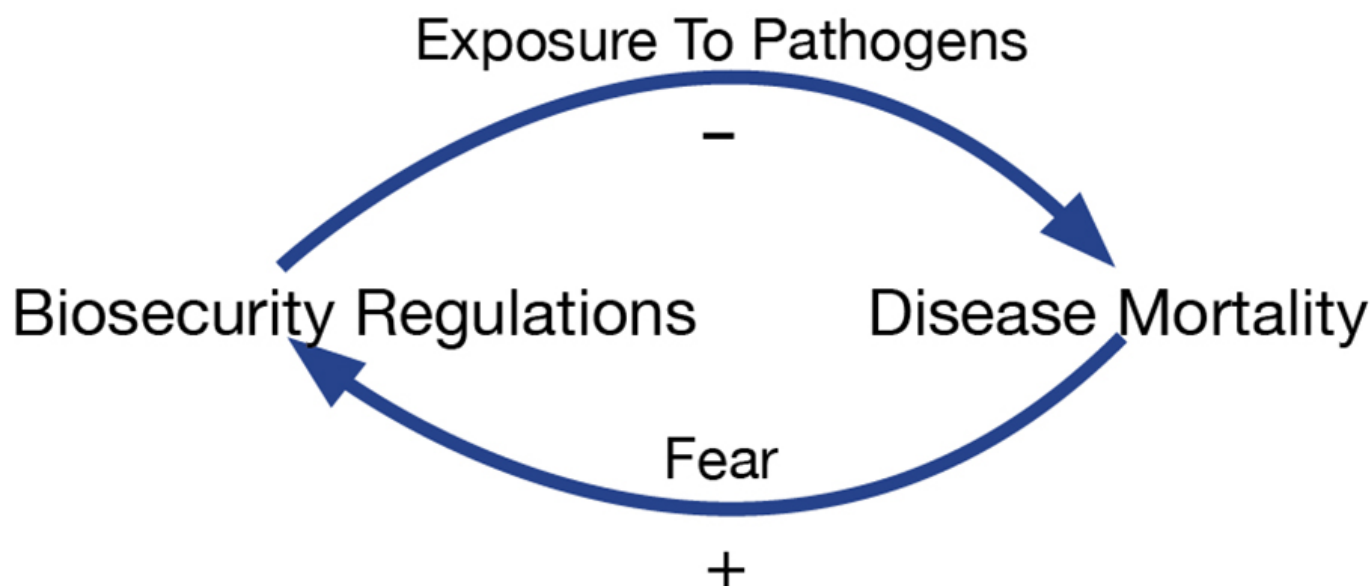 Exposure To Pathogens
–
Biosecurity Regulations
Disease Mortality
Fear
+